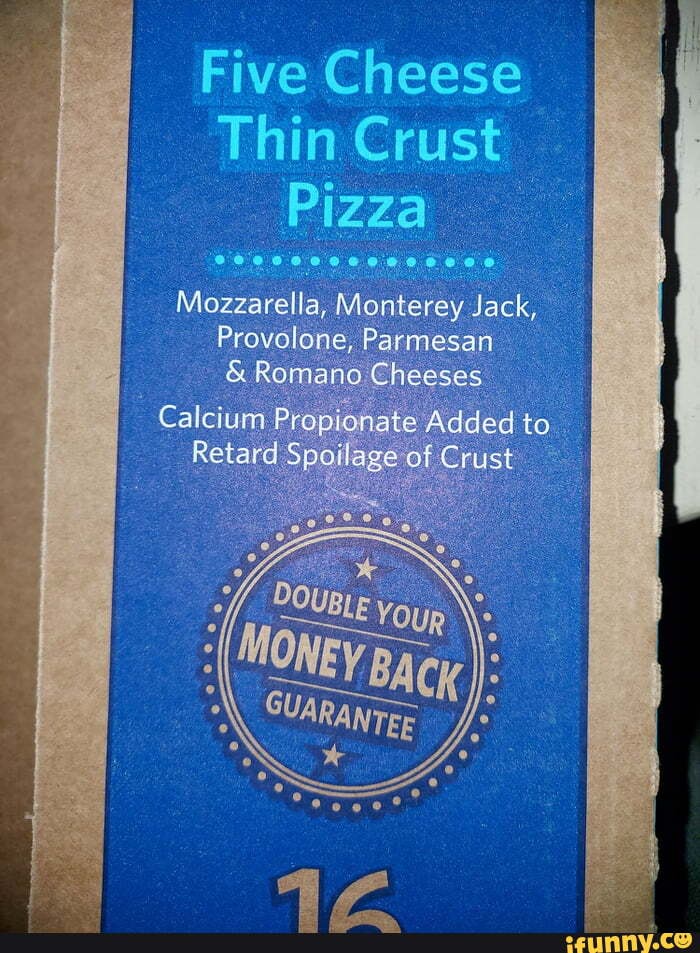 Five Cheese
Thin Crust
Pizza
Mozzarella, Monterey Jack,
Provolone, Parmesan
& Romano Cheeses
Calcium Propionate Added to
Retard Spoilage of Crust
DOUBLE YOUR
MONEY BACK
GUARANTEE
16
ifunny.co